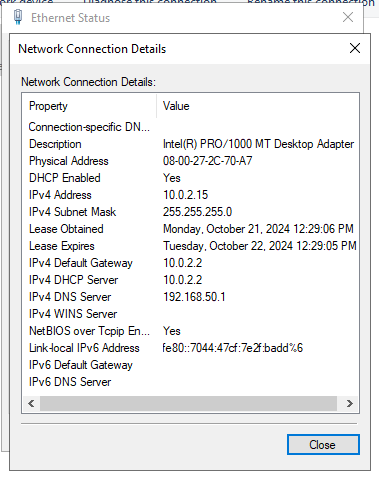 Diagnose this connection
Rename this connection
Ethernet Status
Network Connection Details
Network Connection Details:
Property Value
Connection-specific DN...
Description Intel(R) PRO/1000 MT Desktop Adapter
Physical Address 08-00-27-2C-70-A7
DHCP Enabled Yes
IPv4 Address 10.0.2.15
IPv4 Subnet Mask 255.255.255.0
Lease Obtained Monday, October 21, 2024 12:29:06 PM
Lease Expires Tuesday, October 22, 2024 12:29:05 PM
IPv4 Default Gateway 10.0.2.2
IPv4 DHCP Server 10.0.2.2
IPv4 DNS Server 192.168.50.1
IPv4 WINS Server
NetBIOS over Tcpip En... Yes
Link-local IPv6 Address fe80::7044:47cf:7e2f:badd%6
IPv6 Default Gateway
IPv6 DNS Server
Close